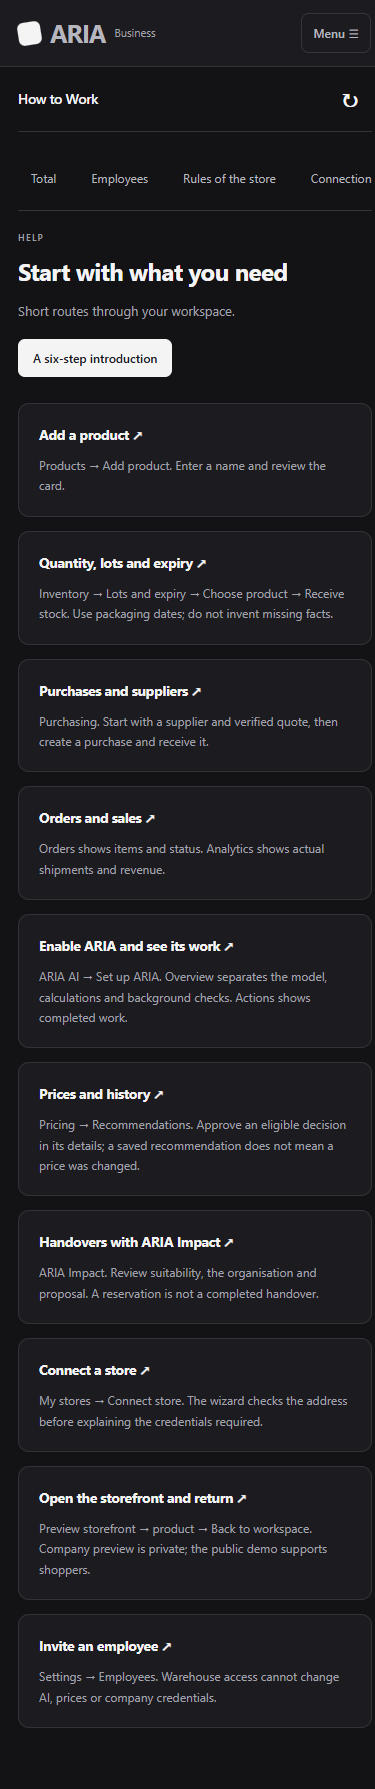 ARIA Business
Menu ☰
How to Work
↻
Total Employees Rules of the store Connection
HELP
Start with what you need
Short routes through your workspace.
A six-step introduction
Add a product ↗
Products → Add product. Enter a name and review the
card.
Quantity, lots and expiry ↗
Inventory → Lots and expiry → Choose product → Receive
stock. Use packaging dates; do not invent missing facts.
Purchases and suppliers ↗
Purchasing. Start with a supplier and verified quote, then
create a purchase and receive it.
Orders and sales ↗
Orders shows items and status. Analytics shows actual
shipments and revenue.
Enable ARIA and see its work ↗
ARIA AI → Set up ARIA. Overview separates the model,
calculations and background checks. Actions shows
completed work.
Prices and history ↗
Pricing → Recommendations. Approve an eligible decision
in its details; a saved recommendation does not mean a
price was changed.
Handovers with ARIA Impact ↗
ARIA Impact. Review suitability, the organisation and
proposal. A reservation is not a completed handover.
Connect a store ↗
My stores → Connect store. The wizard checks the address
before explaining the credentials required.
Open the storefront and return ↗
Preview storefront → product → Back to workspace.
Company preview is private; the public demo supports
shoppers.
Invite an employee ↗
Settings → Employees. Warehouse access cannot change
AI, prices or company credentials.